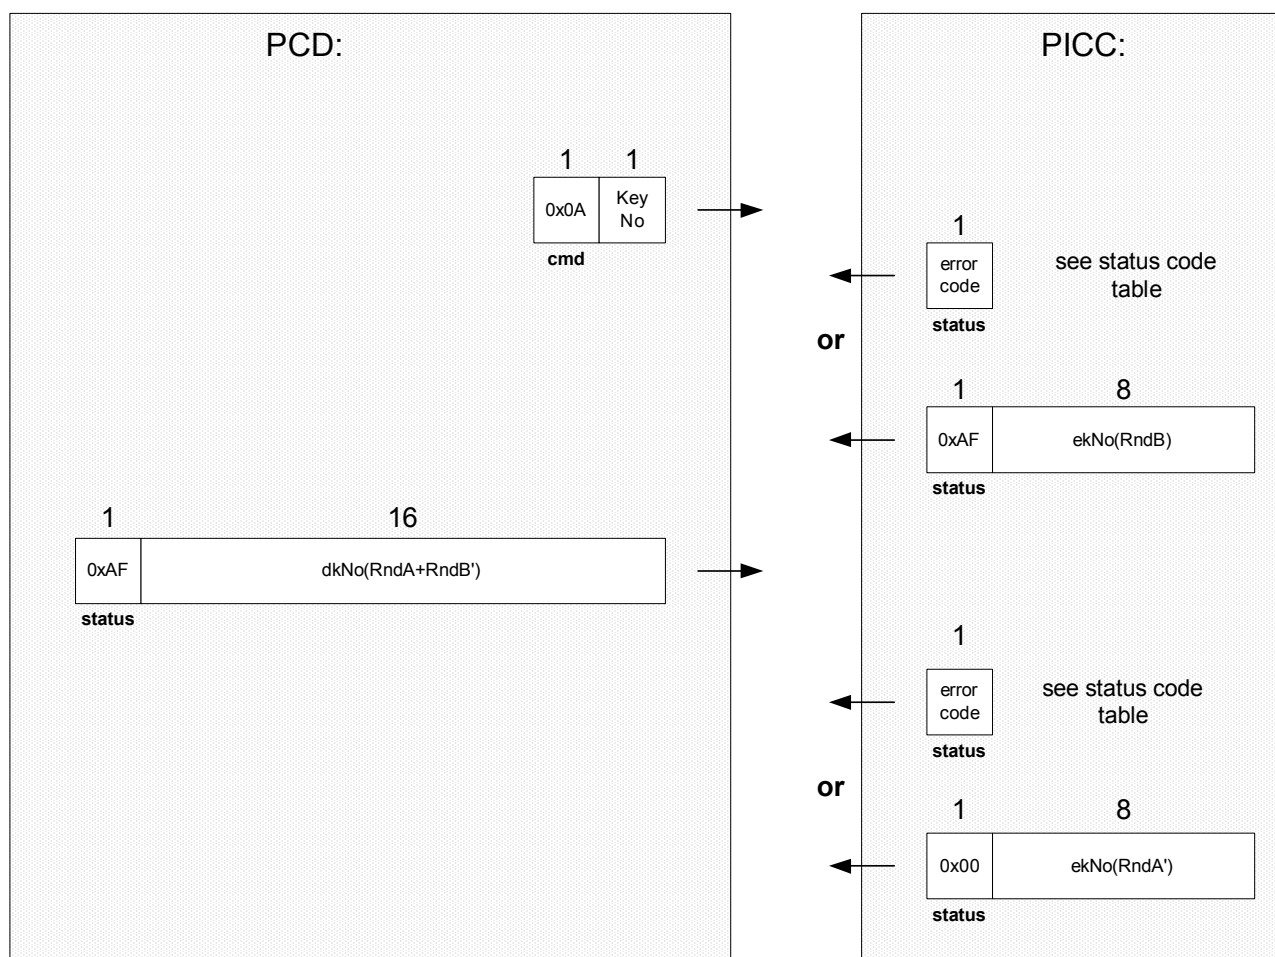 PCD:
PICC:
1 1
0x0A
Key
No
cmd
1
error
code
see status code
table
status
or
1 8
0xAF ekNo(RndB)
status
1 16
0xAF dkNo(RndA+RndB')
status
1
error
code
see status code
table
status
or
1 8
0x00 ekNo(RndA')
status